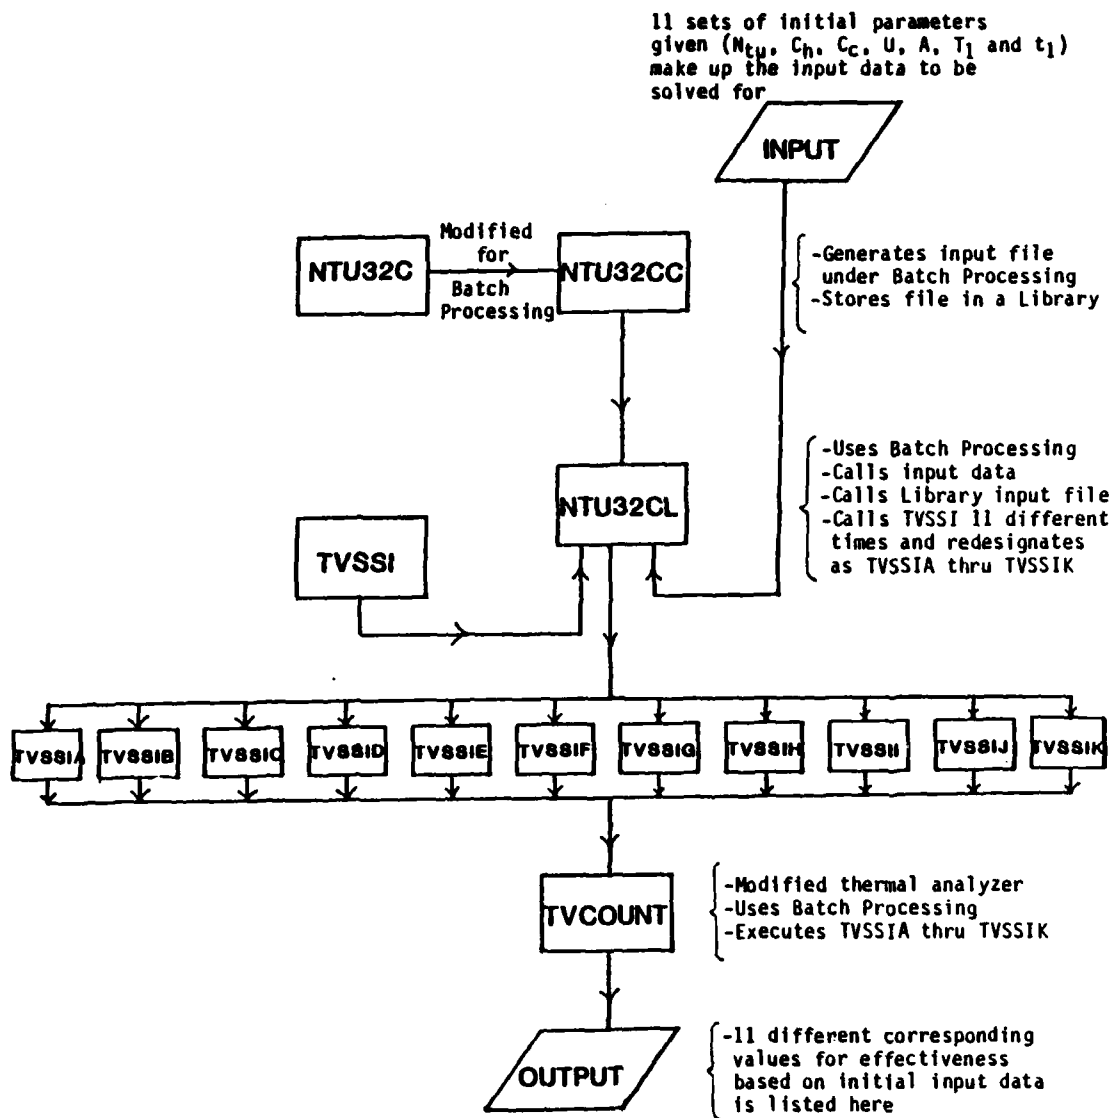 11 sets of initial parameters
given (Ntu, Ch, Cc, U, A, T1 and t1)
make up the input data to be
solved for
INPUT
NTU32C
Modified
for
Batch
Processing
NTU32CC
-Generates input file
under Batch Processing
-Stores file in a Library
NTU32CL
-Uses Batch Processing
-Calls input data
-Calls Library input file
-Calls TVSSI 11 different
times and redesignates
as TVSSIA thru TVSSIK
TVSSI
TVSSIA TVSSIB TVSSIC TVSSID TVSSIE TVSSIF TVSSIG TVSSIH TVSSII TVSSIJ TVSSIK
TVCOUNT
-Modified thermal analyzer
-Uses Batch Processing
-Executes TVSSIA thru TVSSIK
OUTPUT
-11 different corresponding
values for effectiveness
based on initial input data
is listed here